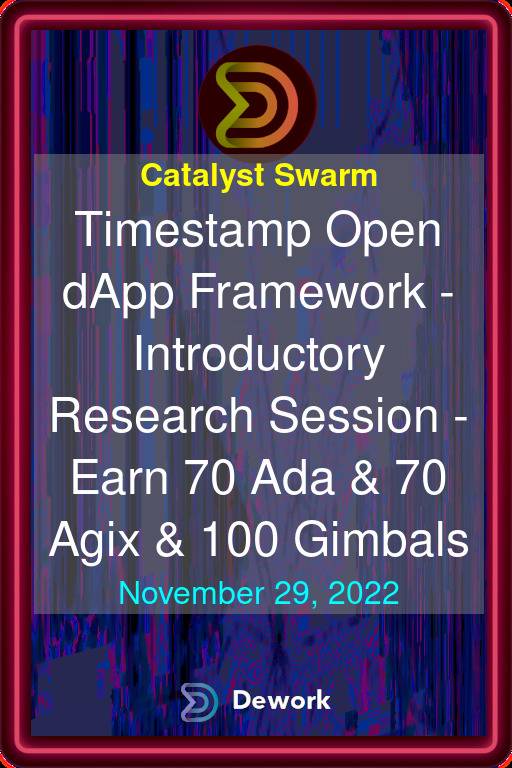 Catalyst Swarm
Timestamp Open
dApp Framework -
Introductory
Research Session -
Earn 70 Ada & 70
Agix & 100 Gimbals
November 29, 2022
Dework